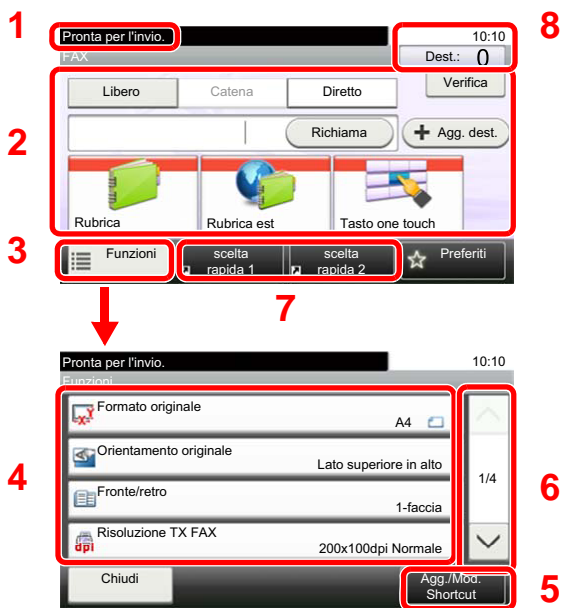 1
Pronta per l'invio.
10:10
8
FAX
Dest.: 0
Libero
Catena
Diretto
Verifica
2
Richiama
Agg. dest.
Rubrica
Rubrica est
Tasto one touch
3
Funzioni
scelta
rapida 1
scelta
rapida 2
Preferiti
7
Pronta per l'invio.
10:10
Funzioni
4
Formato originale
A4
Orientamento originale
Lato superiore in alto
1/4
6
Fronte/retro
1-faccia
Risoluzione TX FAX
dpi
200x100dpi Normale
Chiudi
Agg./Mod.
Shortcut
5